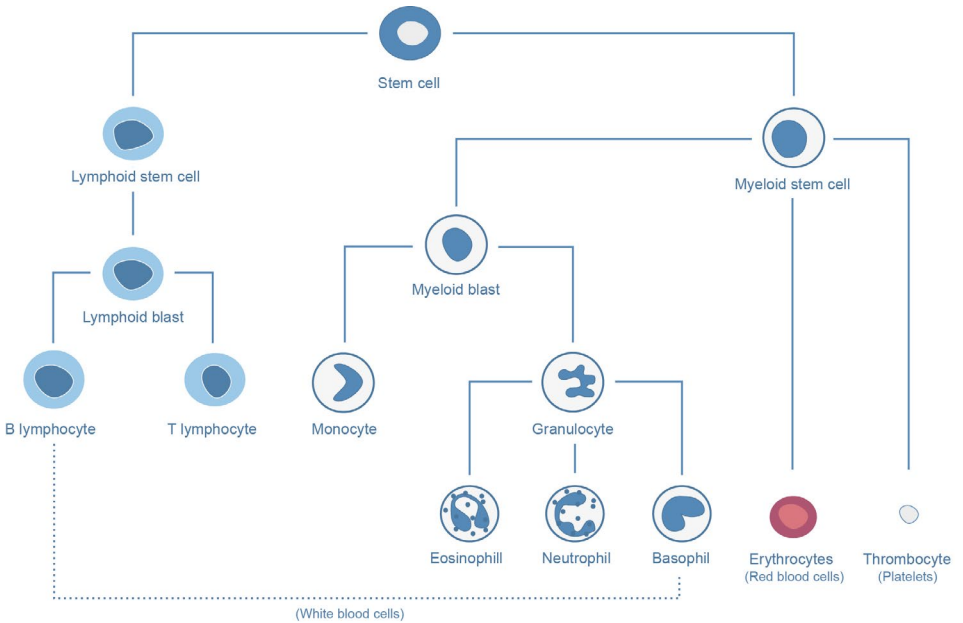 Stem cell
Lymphoid stem cell
Myeloid stem cell
Myeloid blast
Lymphoid blast
B lymphocyte
T lymphocyte
Monocyte
Granulocyte
Eosinophill
Neutrophil
Basophil
Erythrocytes
(Red blood cells)
Thrombocyte
(Platelets)
(White blood cells)